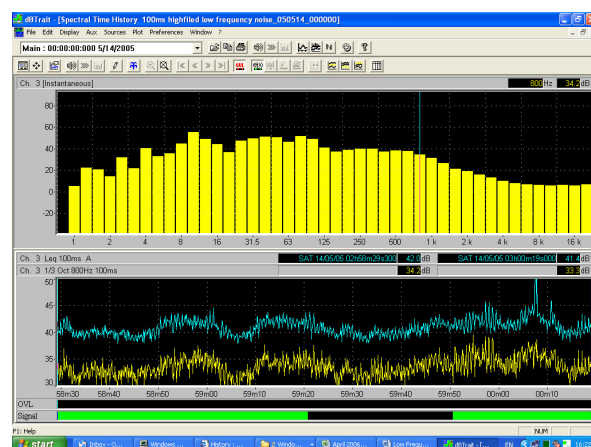 dBTrait - [Spectral Time History 100ms highfiled low frequency noise_050514_000000]
File Edit Display Aux Sources Plot Preferences Window ?
Main : 00:00:00:000 5/14/2005
Ch. 3 [Instantaneous] 800 Hz 34.2 dB
80
60
40
20
0
-20
1 2 4 8 16 31.5 63 125 250 500 1 k 2 k 4 k 8 k 16 k
Ch. 3 Leq 100ms A SAT 14/05/05 02h58m29s300 42.0 dB SAT 14/05/05 03h00m19s000 41.4 dB
Ch. 3 1/3 Oct 800Hz 100ms 34.2 dB 33.3 dB
50
45
40
35
30
58m30 58m40 58m50 59m00 59m10 59m20 59m30 59m40 59m50 00m00 00m10
OVL
Signal
F1: Help NUM
start Inbox - O... Windows ... History : ... 2 Windo... April 2006... Low Frequ... dBTrait - [... EN